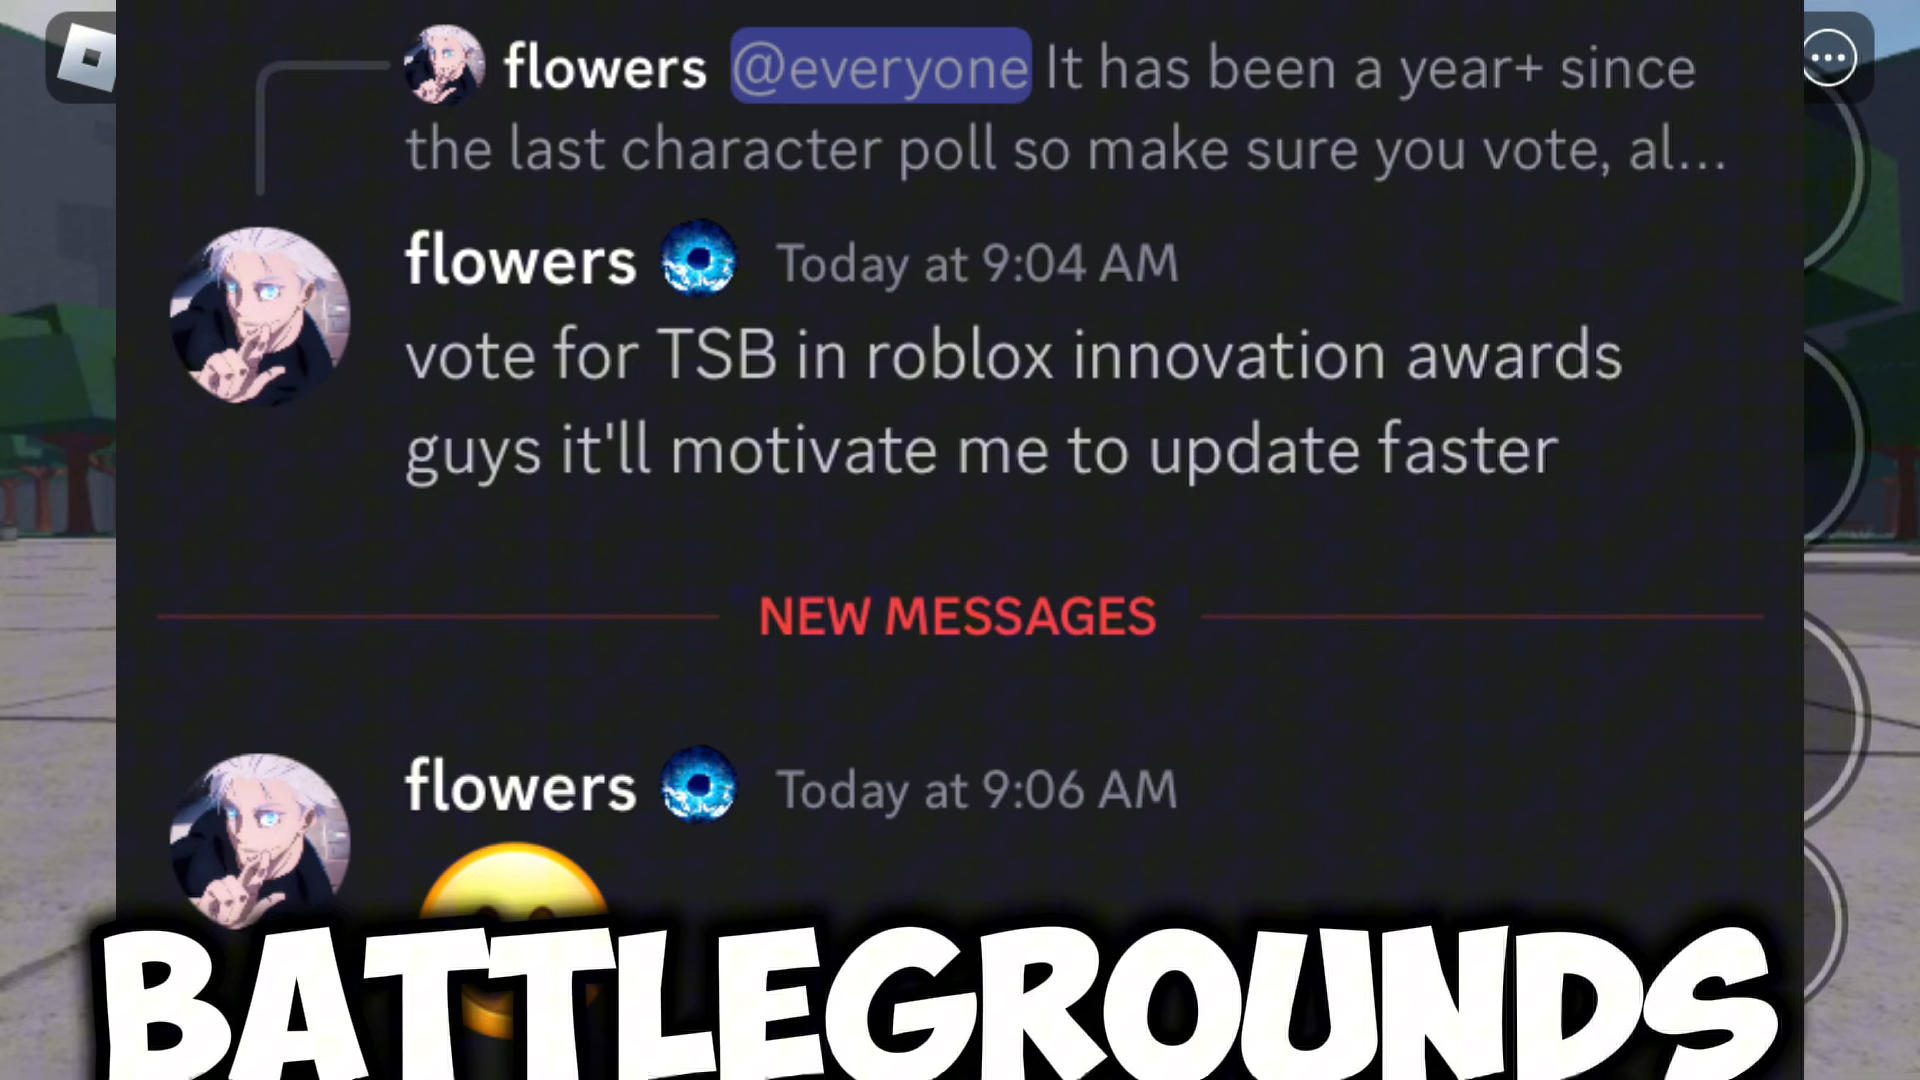 flowers @everyone It has been a year+ since
the last character poll so make sure you vote, al...
flowers Today at 9:04 AM
vote for TSB in roblox innovation awards
guys it'll motivate me to update faster
NEW MESSAGES
flowers Today at 9:06 AM
BATTLEGROUNDS